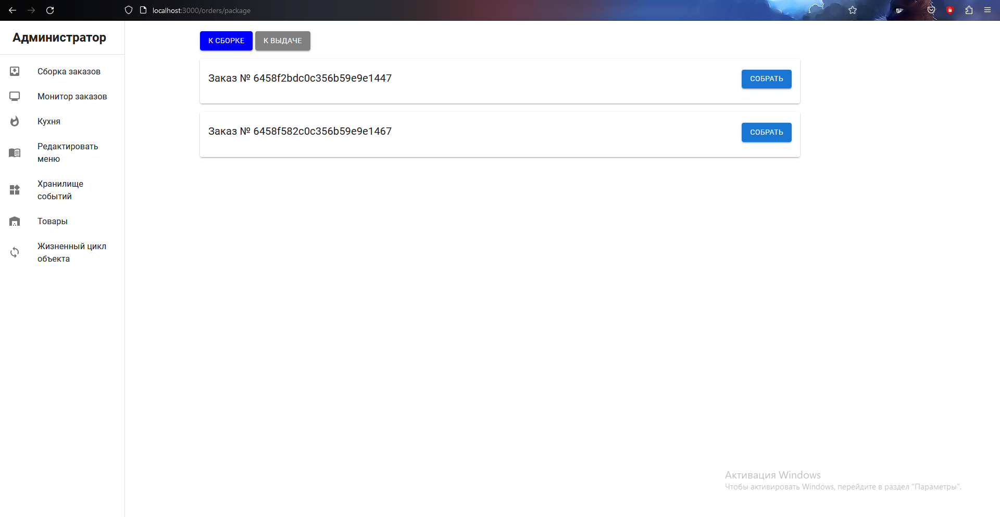 localhost:3000/orders/package
Администратор
Сборка заказов
Монитор заказов
Кухня
Редактировать
меню
Хранилище
событий
Товары
Жизненный цикл
объекта
К СБОРКЕ
К ВЫДАЧЕ
Заказ № 6458f2bdc0c356b59e9e1447
СОБРАТЬ
Заказ № 6458f582c0c356b59e9e1467
СОБРАТЬ
Активация Windows
Чтобы активировать Windows, перейдите в раздел "Параметры".